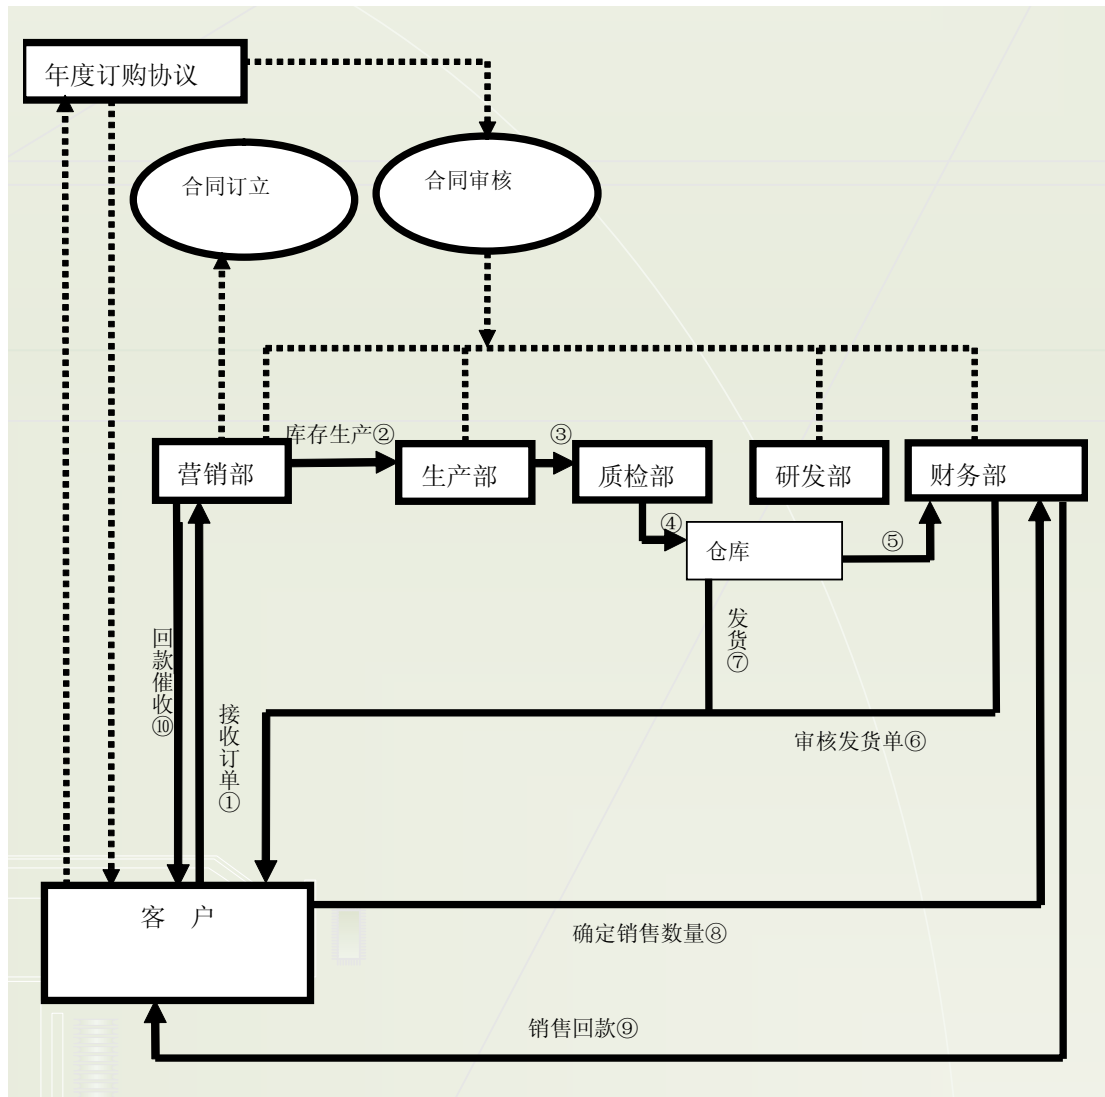 年度订购协议
合同订立
合同审核
库存生产②
③
营销部
生产部
质检部
研发部
财务部
④
仓库
⑤
发货⑦
回款催收⑩
接收订单①
审核发货单⑥
客 户
确定销售数量⑧
销售回款⑨